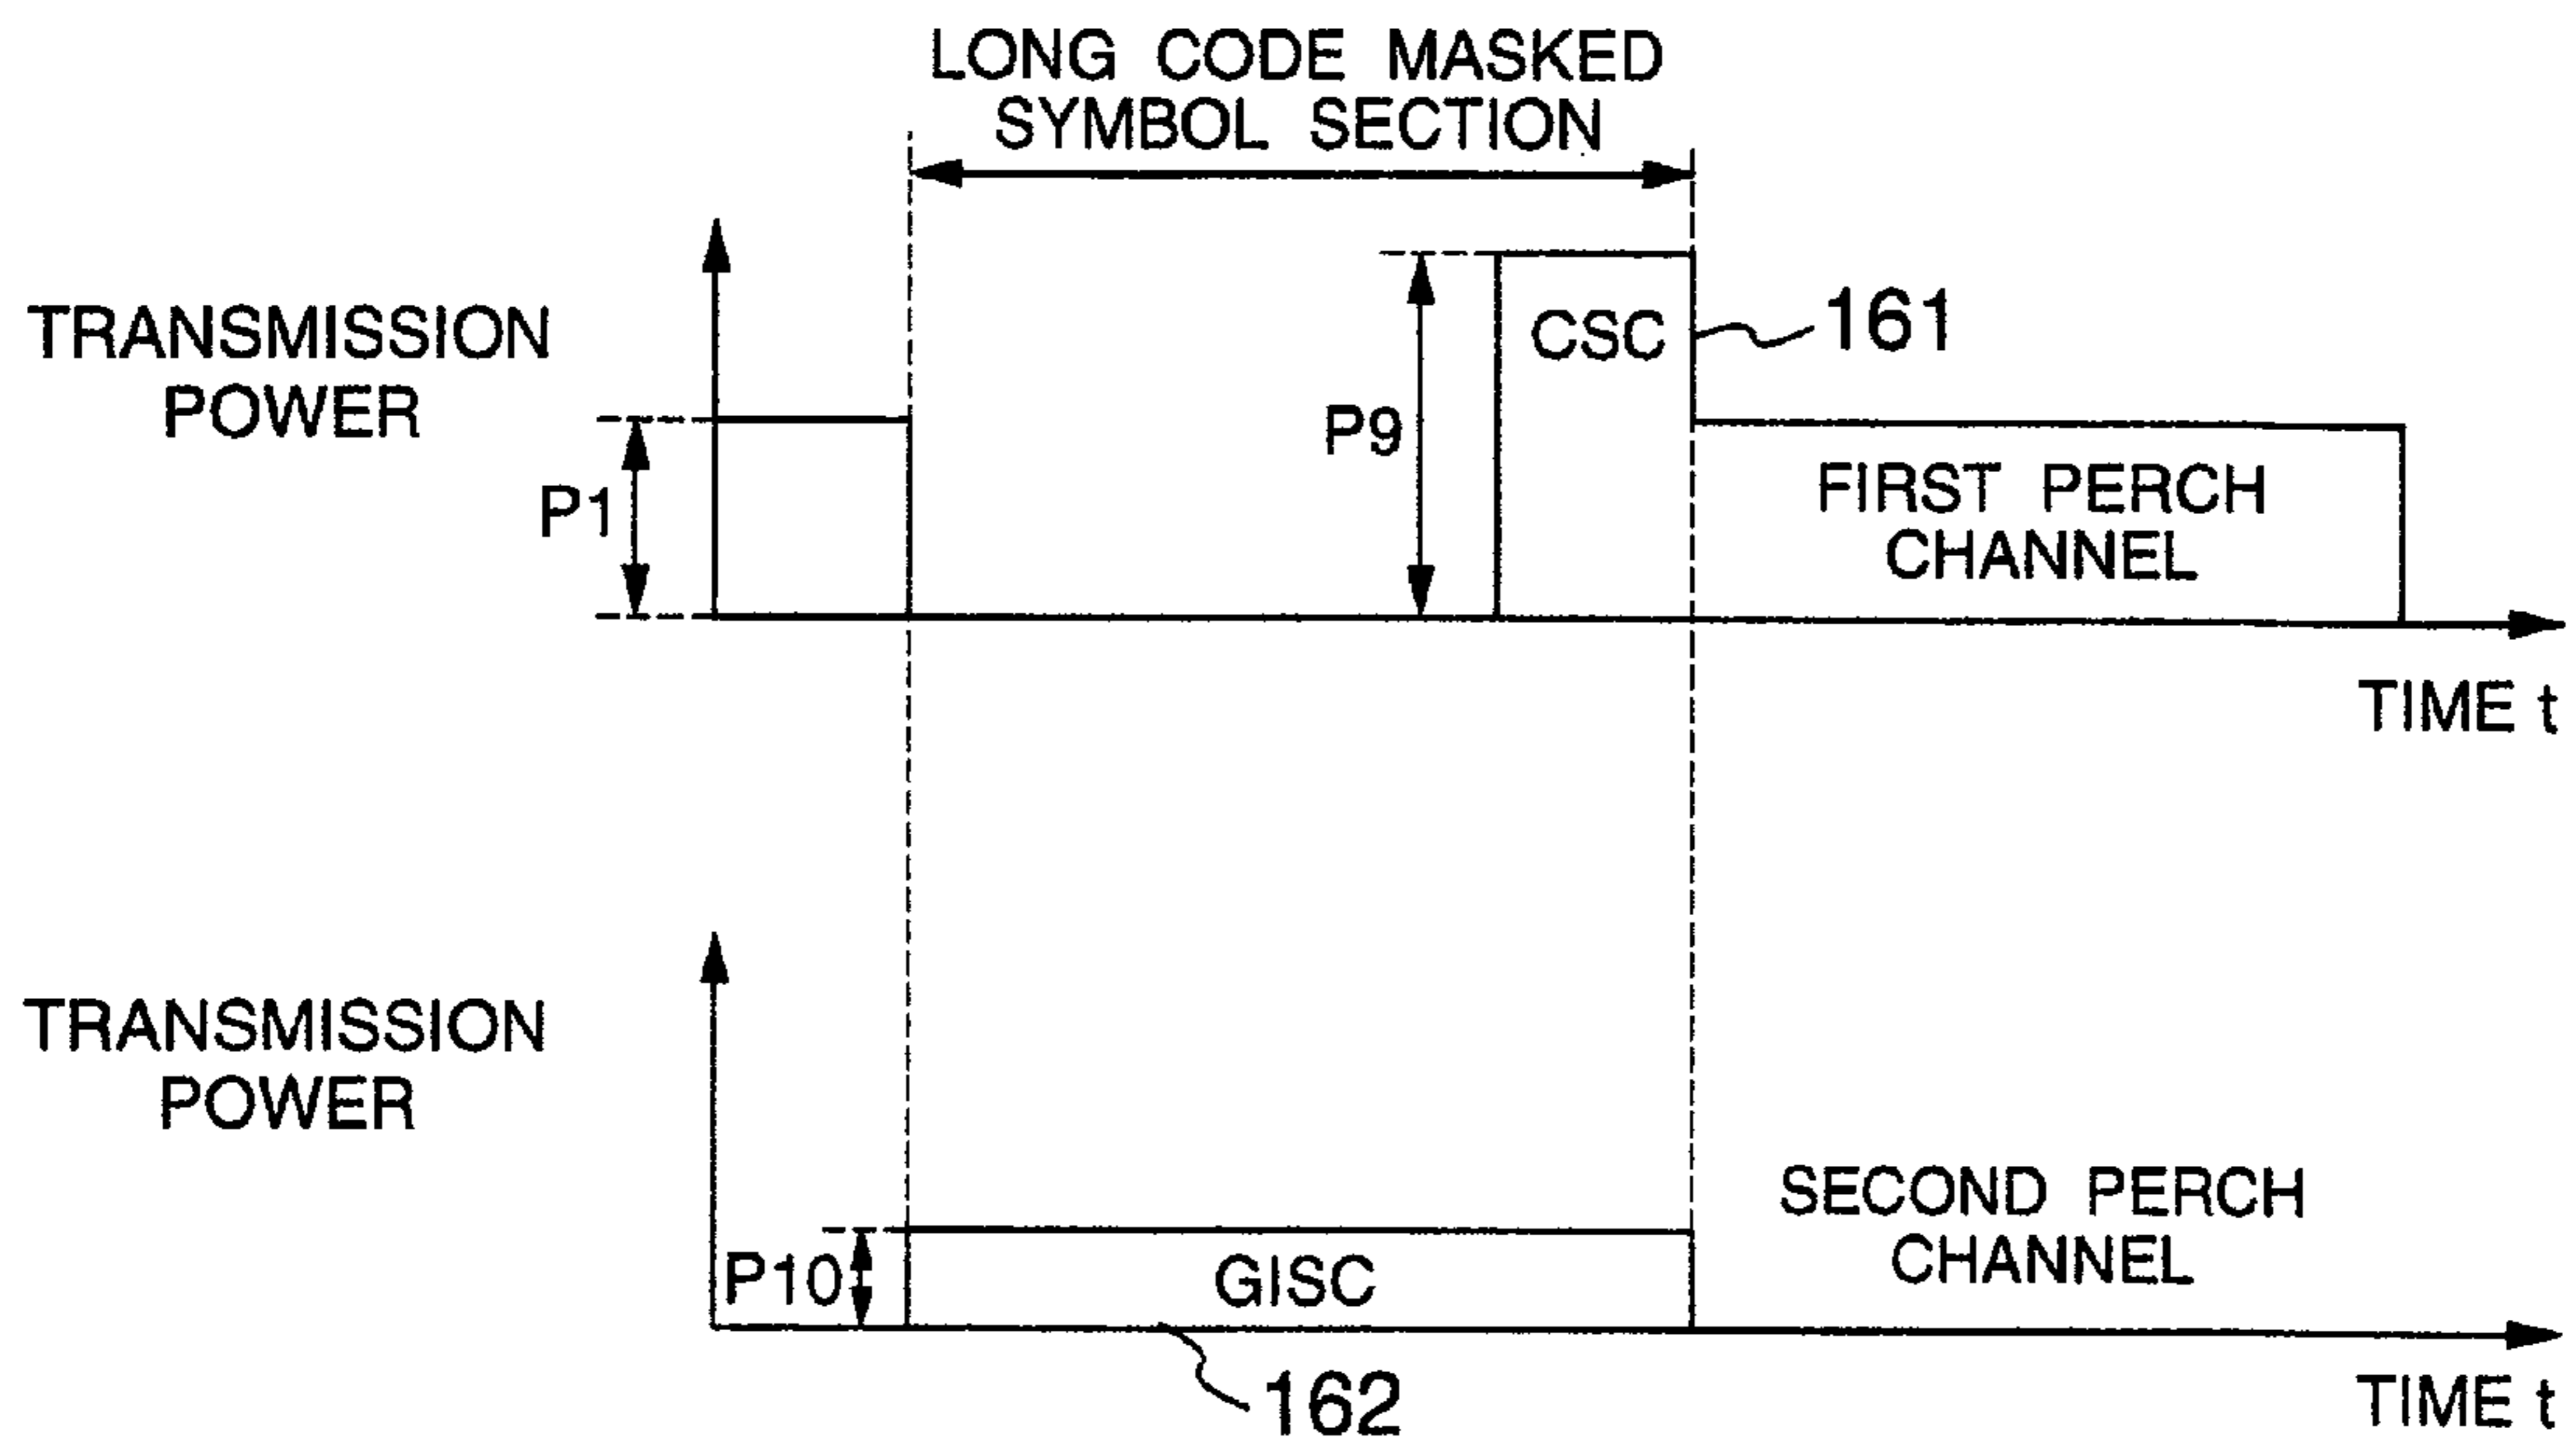 LONG CODE MASKED
SYMBOL SECTION
TRANSMISSION
POWER
P1
P9
CSC
161
FIRST PERCH
CHANNEL
TIME t
TRANSMISSION
POWER
P10
GISC
SECOND PERCH
CHANNEL
162
TIME t